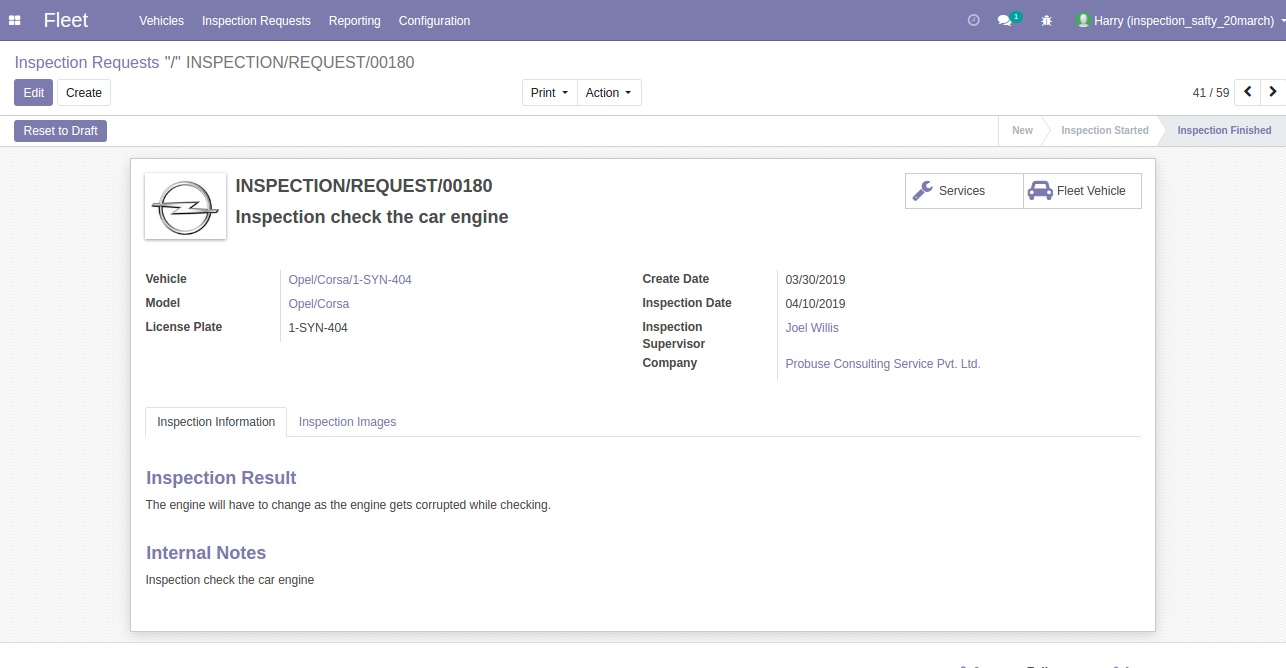 Fleet Vehicles Inspection Requests Reporting Configuration 1 Harry (inspection_safty_20march)
Inspection Requests "/" INSPECTION/REQUEST/00180
Edit Create Print Action 41 / 59
Reset to Draft New Inspection Started Inspection Finished
INSPECTION/REQUEST/00180
Inspection check the car engine
Services Fleet Vehicle
Vehicle Opel/Corsa/1-SYN-404
Model Opel/Corsa
License Plate 1-SYN-404
Create Date 03/30/2019
Inspection Date 04/10/2019
Inspection Supervisor Joel Willis
Company Probuse Consulting Service Pvt. Ltd.
Inspection Information Inspection Images
Inspection Result
The engine will have to change as the engine gets corrupted while checking.
Internal Notes
Inspection check the car engine